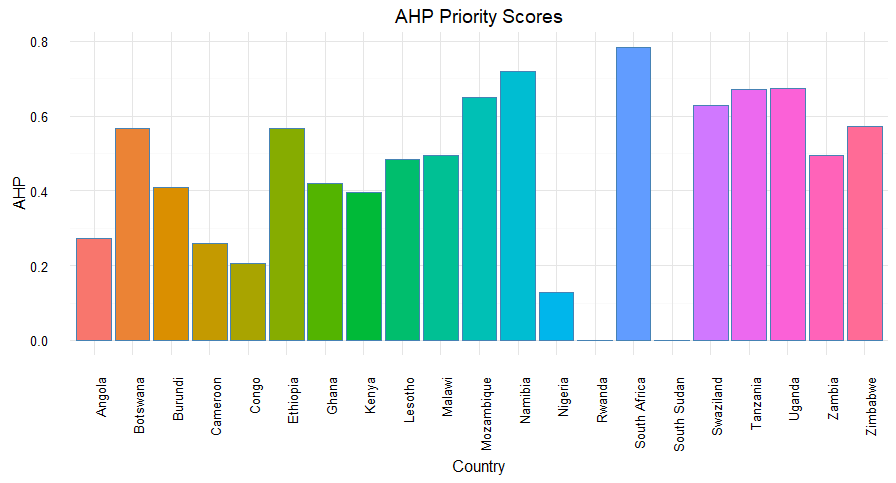 AHP Priority Scores
AHP
0.8
0.6
0.4
0.2
0.0
Angola
Botswana
Burundi
Cameroon
Congo
Ethiopia
Ghana
Kenya
Lesotho
Malawi
Mozambique
Namibia
Nigeria
Rwanda
South Africa
South Sudan
Swaziland
Tanzania
Uganda
Zambia
Zimbabwe
Country